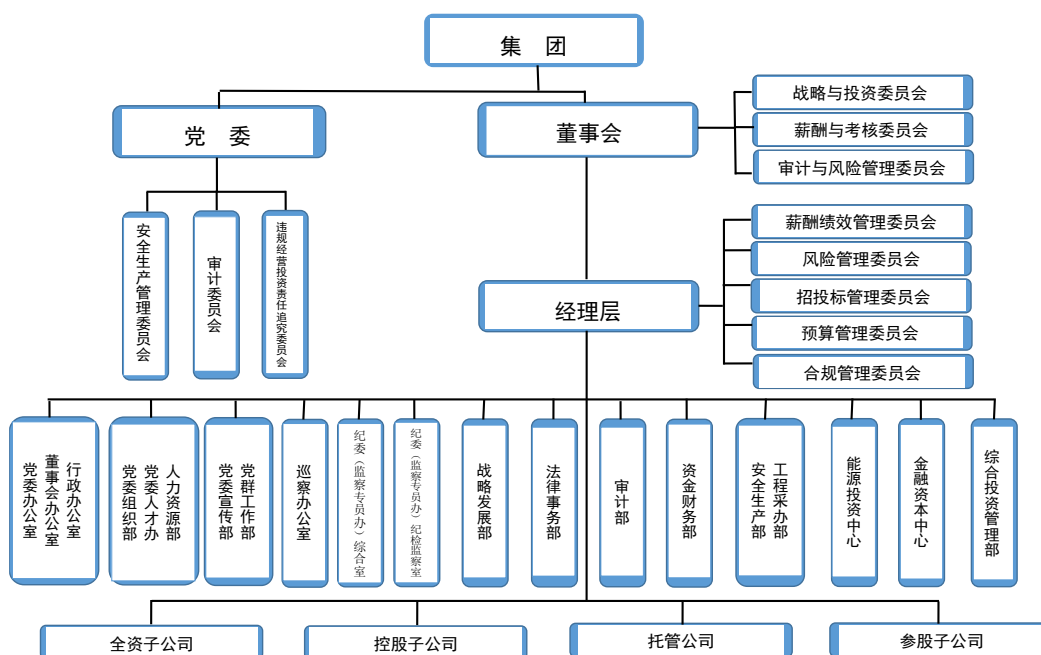 集 团
党 委
董事会
战略与投资委员会
薪酬与考核委员会
审计与风险管理委员会
安全生产管理委员会
审计委员会
违规经营投资责任追究委员会
经理层
薪酬绩效管理委员会
风险管理委员会
招投标管理委员会
预算管理委员会
合规管理委员会
党委办公室
董事会办公室
行政办公室
党委组织部
党委人才办
人力资源部
党委宣传部
党群工作部
巡察办公室
纪委（监察专员办）综合室
纪委（监察专员办）纪检监察室
战略发展部
法律事务部
审计部
资金财务部
安全生产部
工程采办部
能源投资中心
金融资本中心
综合投资管理部
全资子公司
控股子公司
托管公司
参股子公司